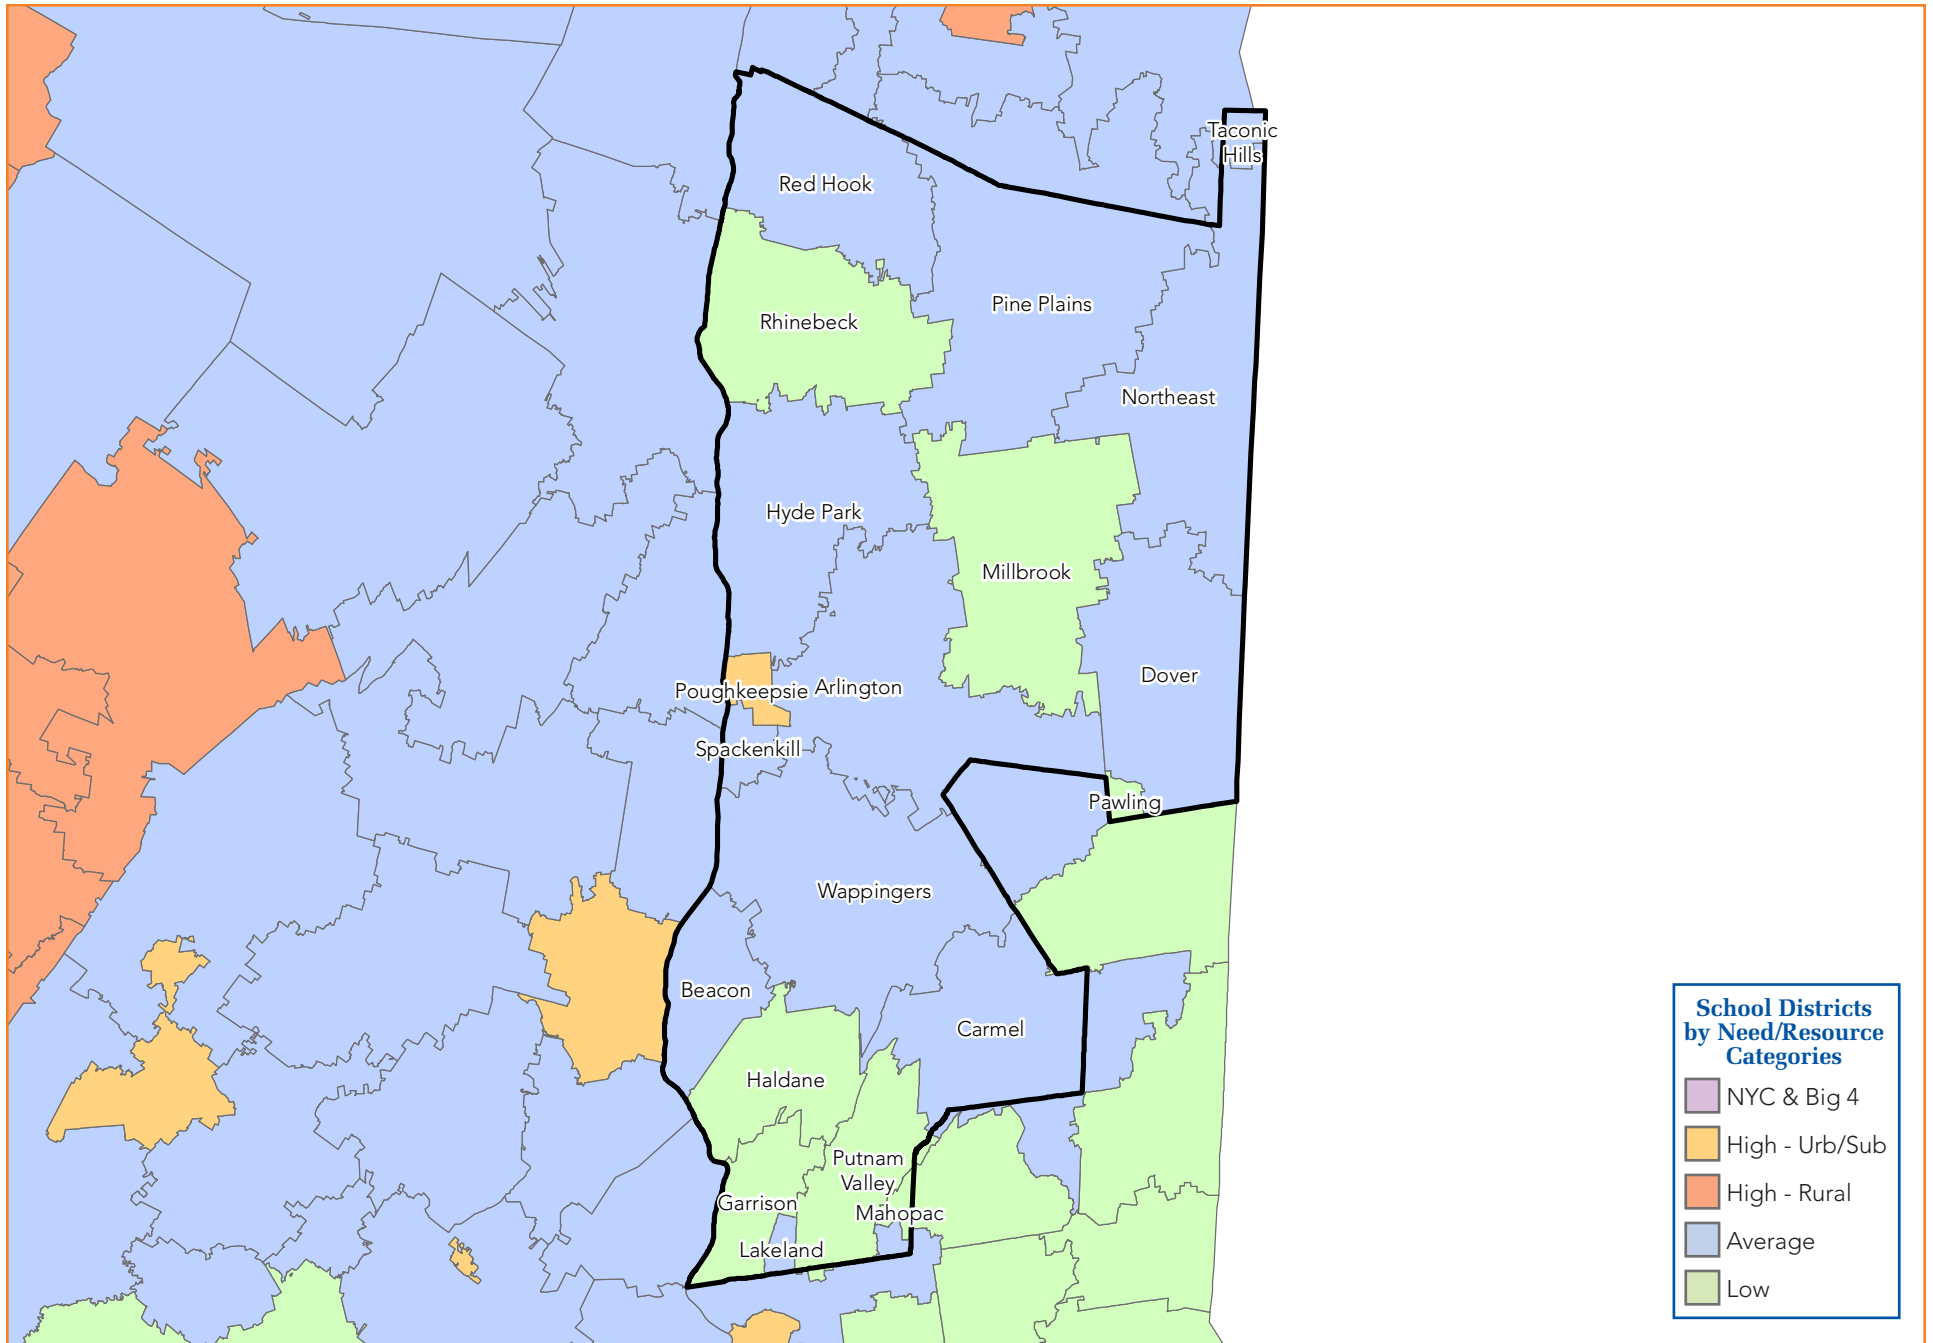 Taconic
Hills
Red Hook
Pine Plains
Rhinebeck
Northeast
Hyde Park
Millbrook
Dover
Poughkeepsie
Arlington
Spackenkill
Pawling
Wappingers
Beacon
Carmel
Haldane
Putnam
Valley
Garrison
Mahopac
Lakeland
School Districts
by Need/Resource
Categories
NYC & Big 4
High - Urb/Sub
High - Rural
Average
Low